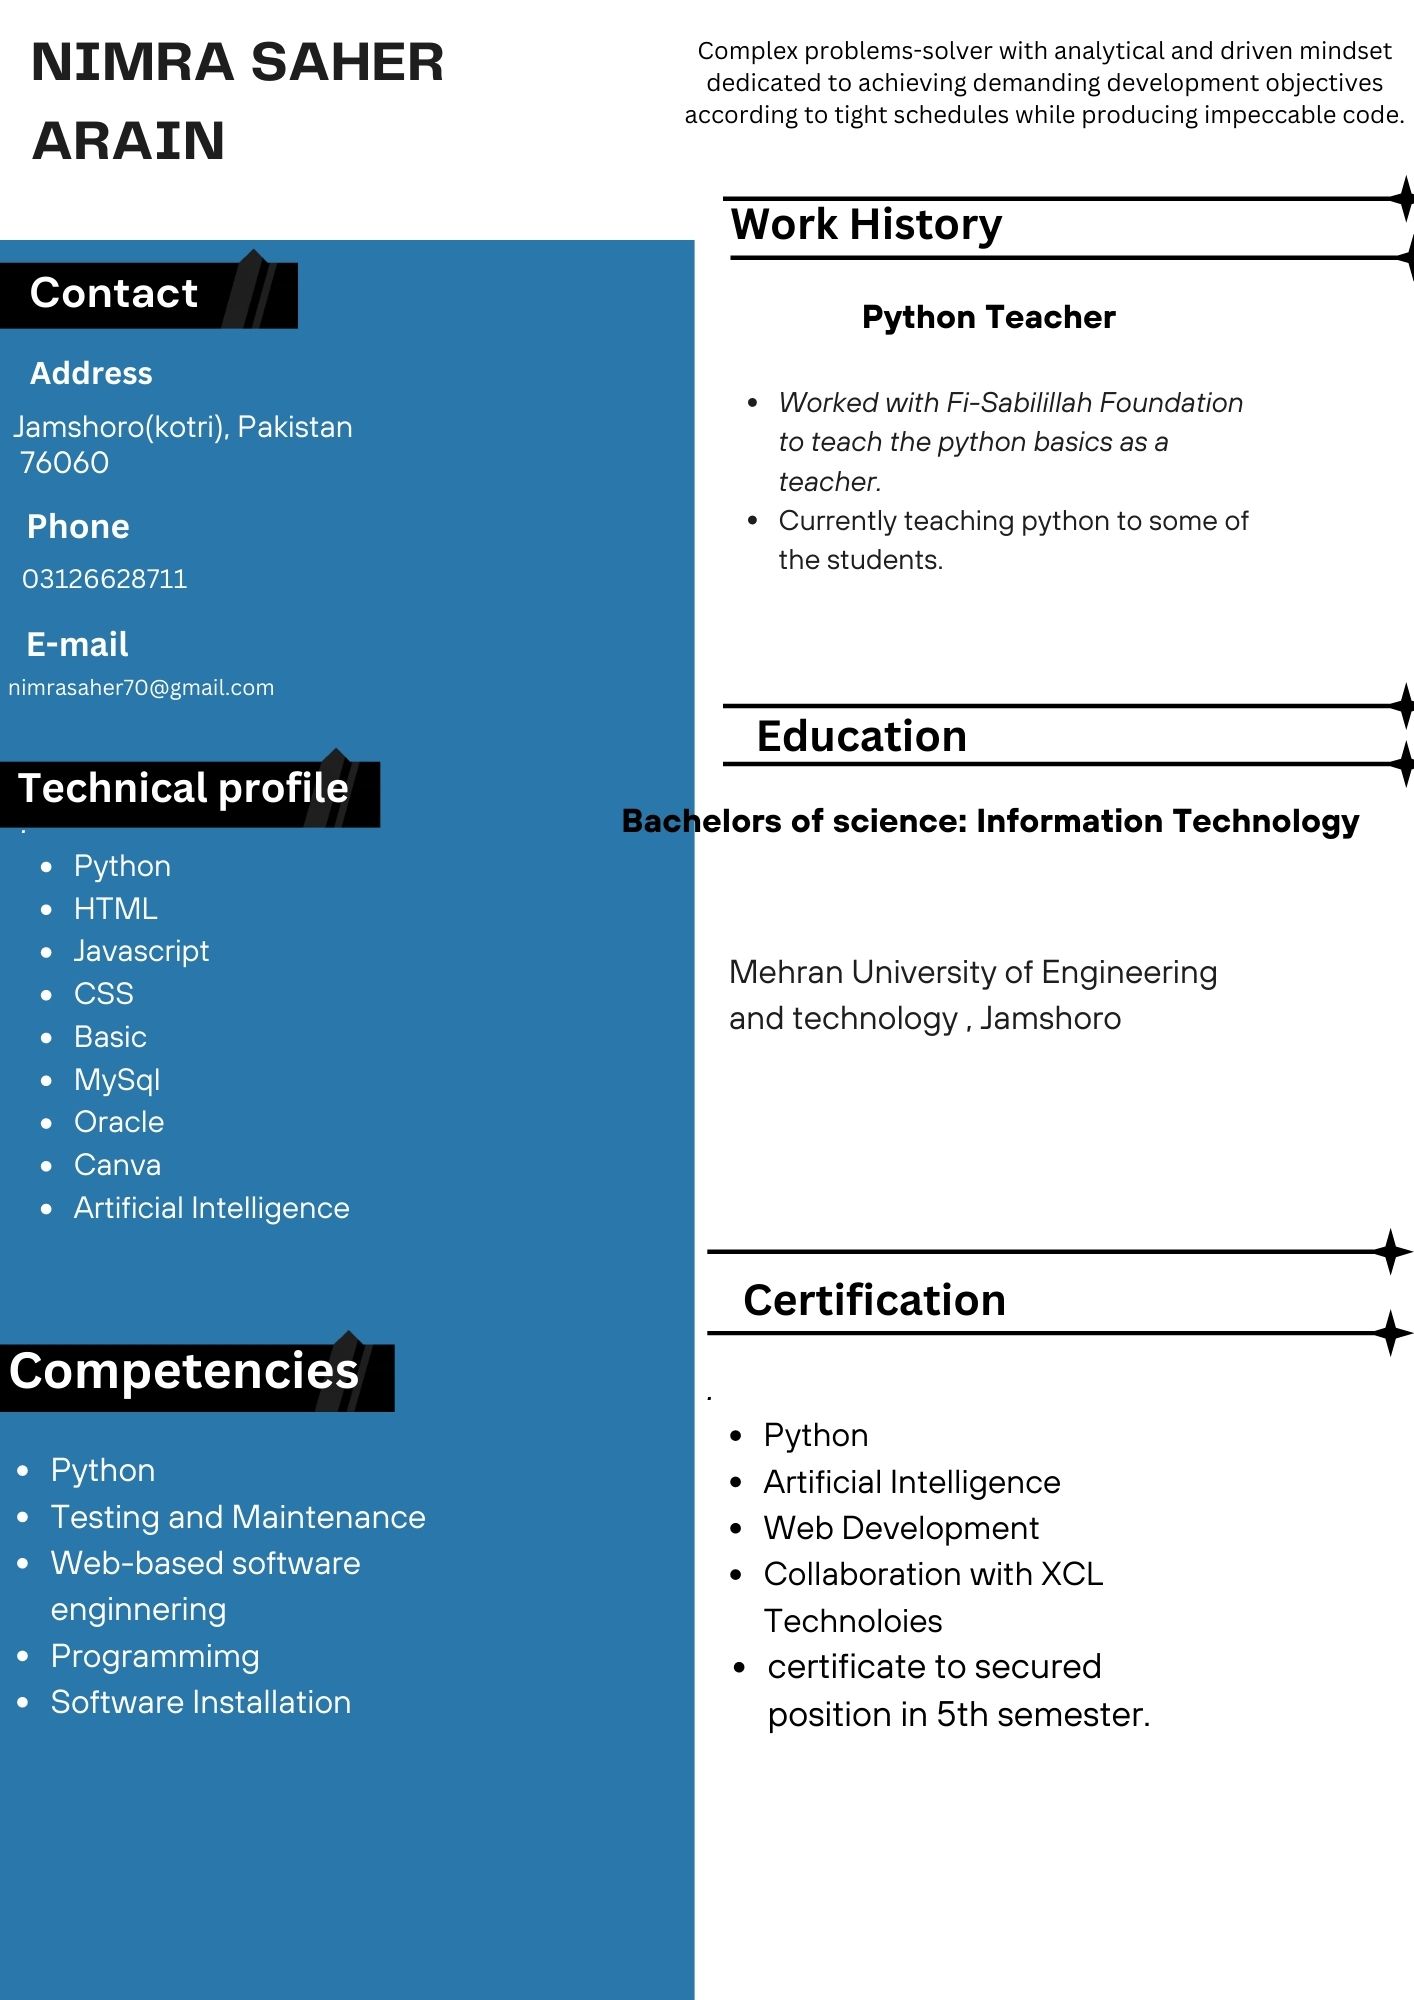 NIMRA SAHER
ARAIN
Complex problems-solver with analytical and driven mindset
dedicated to achieving demanding development objectives
according to tight schedules while producing impeccable code.
Contact
Address
Jamshoro(kotri), Pakistan
76060
Phone
03126628711
E-mail
nimrasaher70@gmail.com
Technical profile
.
• Python
• HTML
• Javascript
• CSS
• Basic
• MySql
• Oracle
• Canva
• Artificial Intelligence
Competencies
• Python
• Testing and Maintenance
• Web-based software
enginnering
• Programmimg
• Software Installation
Work History
Python Teacher
• Worked with Fi-Sabilillah Foundation
to teach the python basics as a
teacher.
• Currently teaching python to some of
the students.
Education
Bachelors of science: Information Technology
Mehran University of Engineering
and technology , Jamshoro
Certification
.
• Python
• Artificial Intelligence
• Web Development
• Collaboration with XCL
Technoloies
• certificate to secured
position in 5th semester.